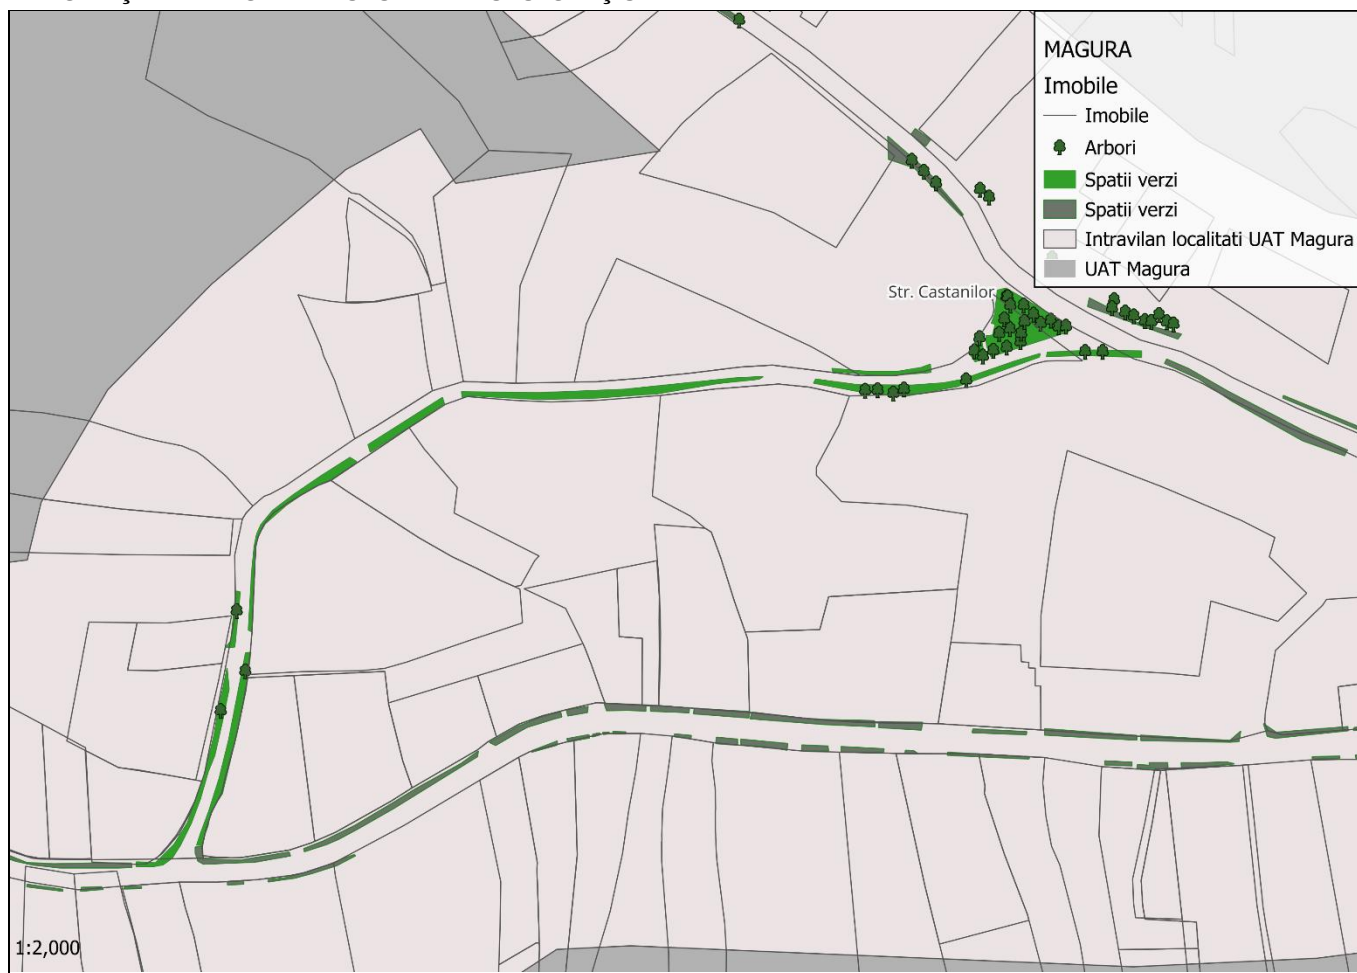 MAGURA
Imobile
Imobile
Arbori
Spatii verzi
Spatii verzi
Intravilan localitati UAT Magura
UAT Magura
Str. Castanilor
1:2,000